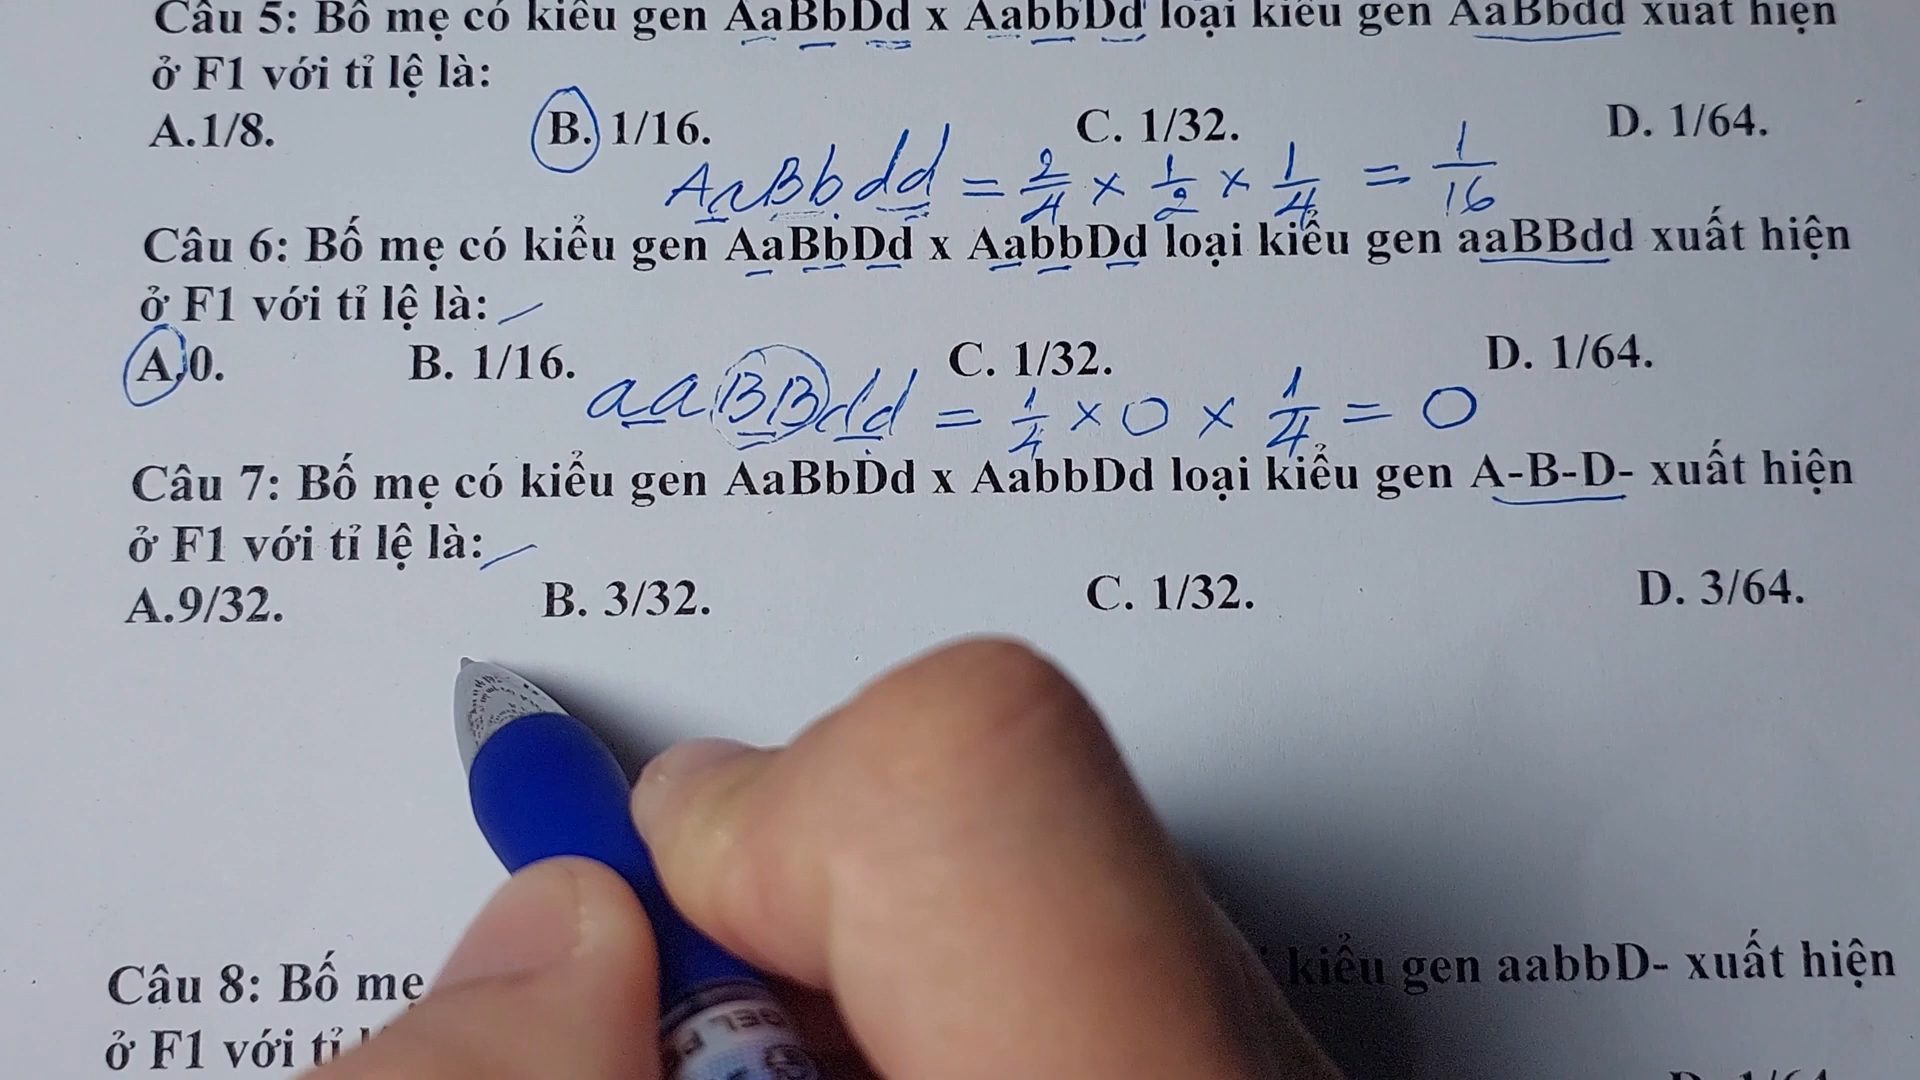 Câu 5: Bố mẹ có kiểu gen AaBbDd x AabbDd loại kiểu gen AaBbdd xuất hiện
ở F1 với tỉ lệ là:
A.1/8. B. 1/16. C. 1/32. D. 1/64.
AaBbdd = 2/4 × 1/2 × 1/4 = 1/16
Câu 6: Bố mẹ có kiểu gen AaBbDd x AabbDd loại kiểu gen aaBBdd xuất hiện
ở F1 với tỉ lệ là:
A.0. B. 1/16. C. 1/32. D. 1/64.
aaBBdd = 1/4 × 0 × 1/4 = 0
Câu 7: Bố mẹ có kiểu gen AaBbDd x AabbDd loại kiểu gen A-B-D- xuất hiện
ở F1 với tỉ lệ là:
A.9/32. B. 3/32. C. 1/32. D. 3/64.
Câu 8: Bố mẹ kiểu gen aabbD- xuất hiện
ở F1 với tỉ